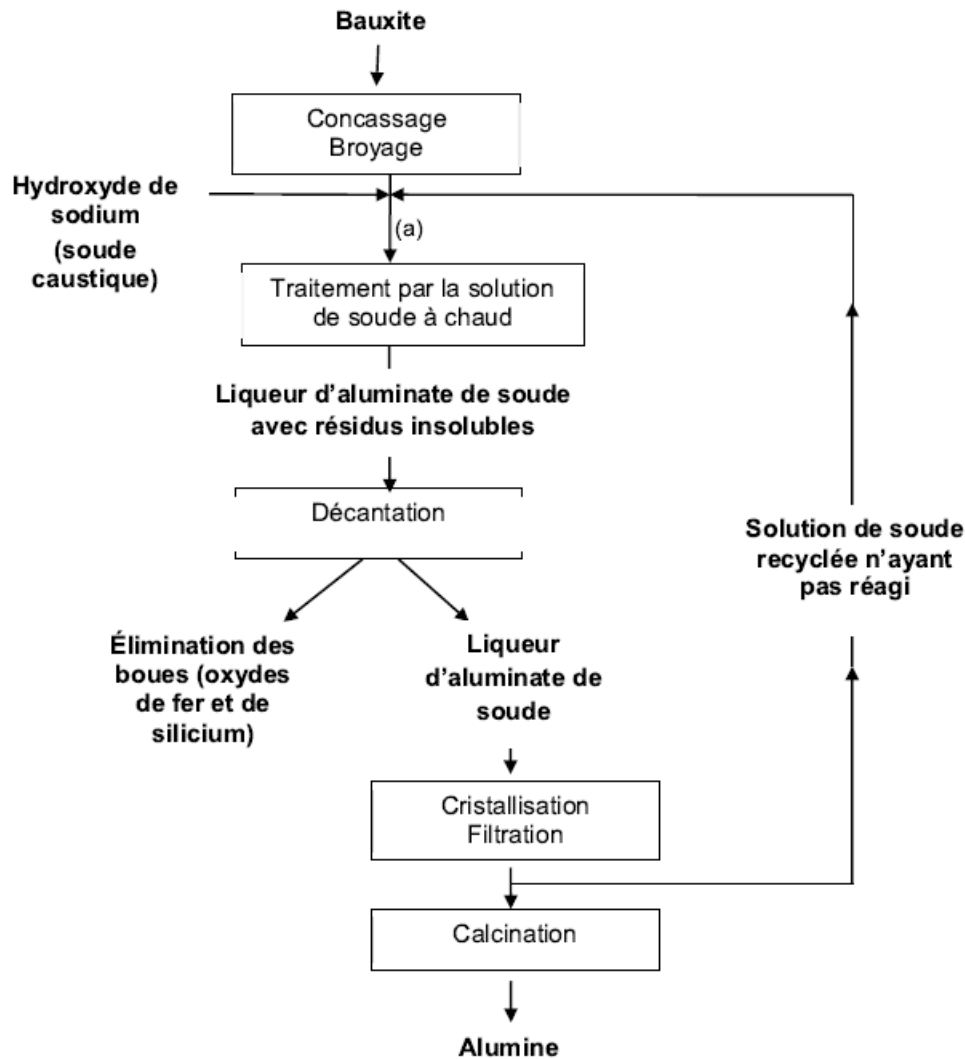 Bauxite
Concassage
Broyage
Hydroxyde de
sodium
(soude
caustique)
(a)
Traitement par la solution
de soude à chaud
Liqueur d’aluminate de soude
avec résidus insolubles
Décantation
Solution de soude
recyclée n’ayant
pas réagi
Élimination des
boues (oxydes
de fer et de
silicium)
Liqueur
d’aluminate de
soude
Cristallisation
Filtration
Calcination
Alumine